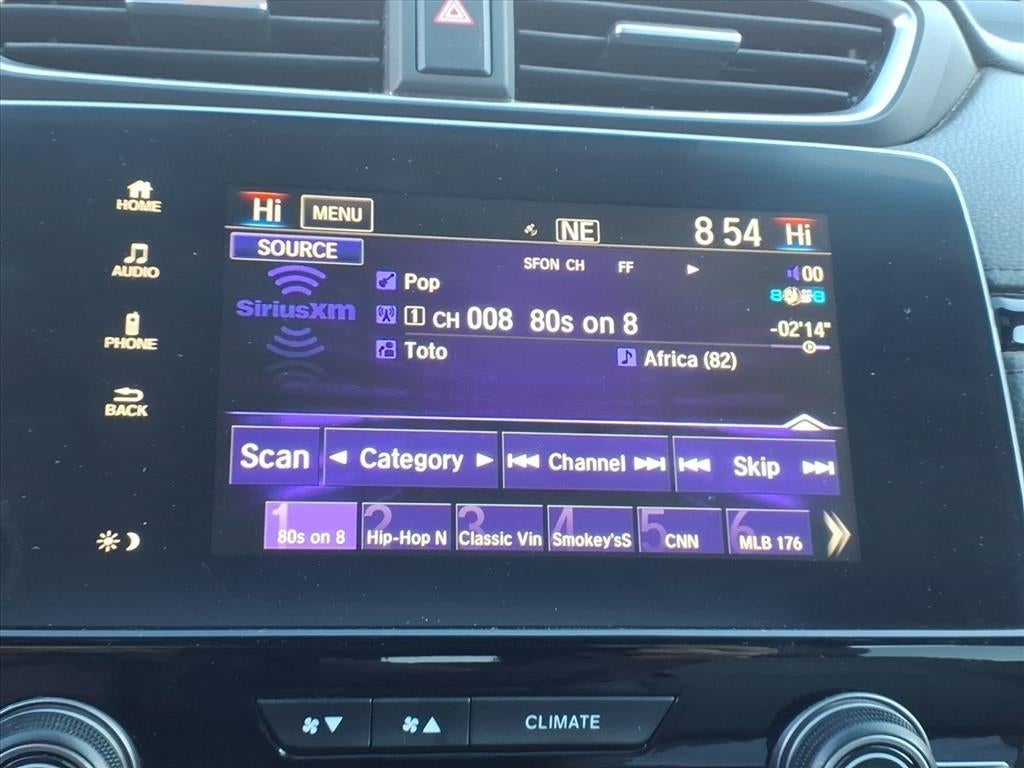 HOME
AUDIO
PHONE
BACK
Hi MENU NE 8 54 Hi
SOURCE
SFON CH FF
SiriusXm
Pop
00
1 CH 008 80s on 8
-02'14"
Toto Africa (82)
Scan Category Channel Skip
1 80s on 8
2 Hip-Hop N
3 Classic Vin
4 Smokey'sS
5 CNN
6 MLB 176
CLIMATE